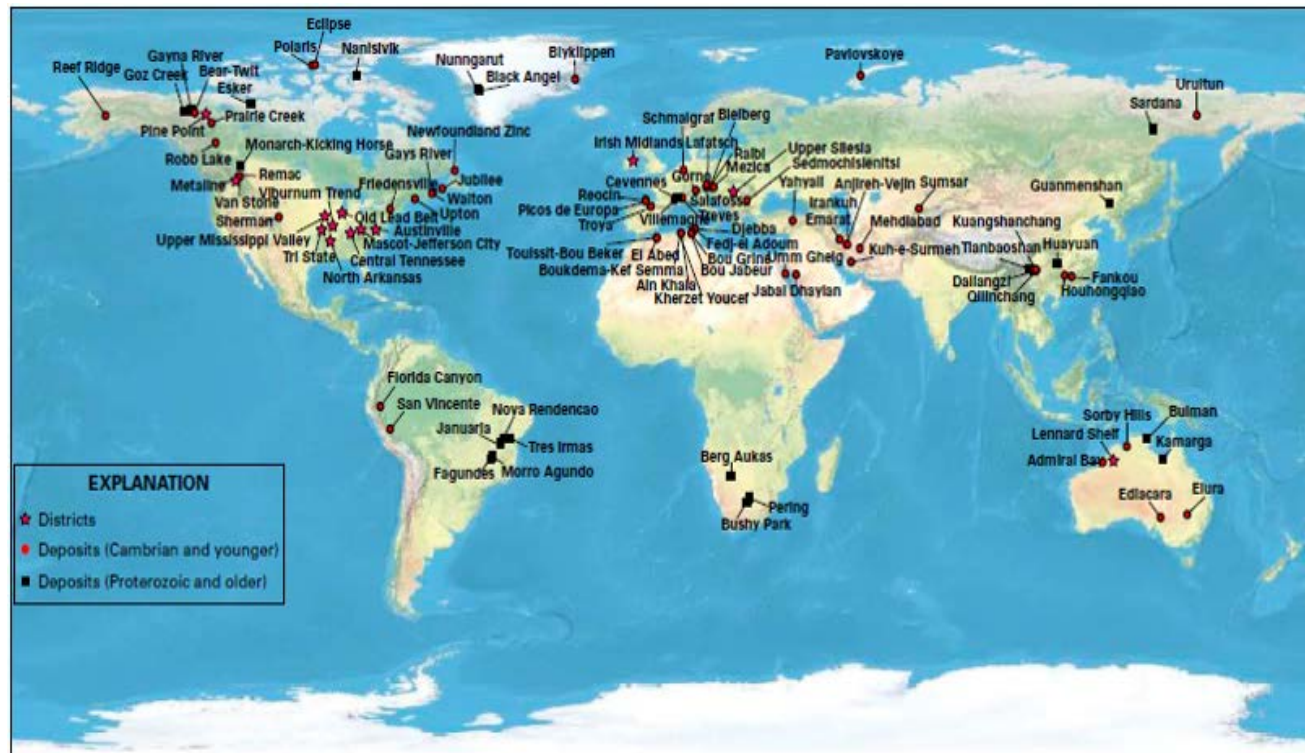 Eclipse
Polaris
Gayna River
Nanisivik
Blyklippen
Pavlovskoye
Reef Ridge
Goz Creek
Bear-Twit
Nunngarut
Black Angel
Uruitun
Esker
Sardana
Pine Point
Prairie Creek
Newfoundland Zinc
Schmalgraf
Bleiberg
Irish Midlands
Lafatsch
Upper Silesia
Monarch-Kicking Horse
Gays River
Raibl
Sedmochislenitsi
Robb Lake
Remac
Friedensville
Jubilee
Cevennes
Gorno
Mezica
Yahyali
Anjireh-Vejin
Sumsar
Guanmenshan
Metaline
Viburnum Trend
Walton
Reocin
Salafossa
Irankuh
Van Stone
Old Lead Belt
Upton
Picos de Europa
Villemagne
Treves
Emarat
Mehdiabad
Kuangshanchang
Sherman
Austinville
Troya
Djebba
Tianbaoshan
Huayuan
Upper Mississippi Valley
Mascot-Jefferson City
Touissit-Bou Beker
El Abed
Fedj-el Adoum
Umm Gheig
Kuh-e-Surmeh
Tri State
Central Tennessee
Boukdema-Kef Semma
Bou Grine
Dailangzi
Fankou
North Arkansas
Ain Khala
Bou Jabeur
Jabal Dhaylan
Qilinchang
Houhongqiao
Kherzet Youcef
Florida Canyon
San Vincente
Nova Rendencao
Sorby Hills
Bulman
Januaria
Tres Irmas
Lennard Shelf
Kamarga
Fagundes
Morro Agundo
Berg Aukas
Admiral Bay
EXPLANATION
Districts
Deposits (Cambrian and younger)
Deposits (Proterozoic and older)
Pering
Bushy Park
Ediacara
Elura